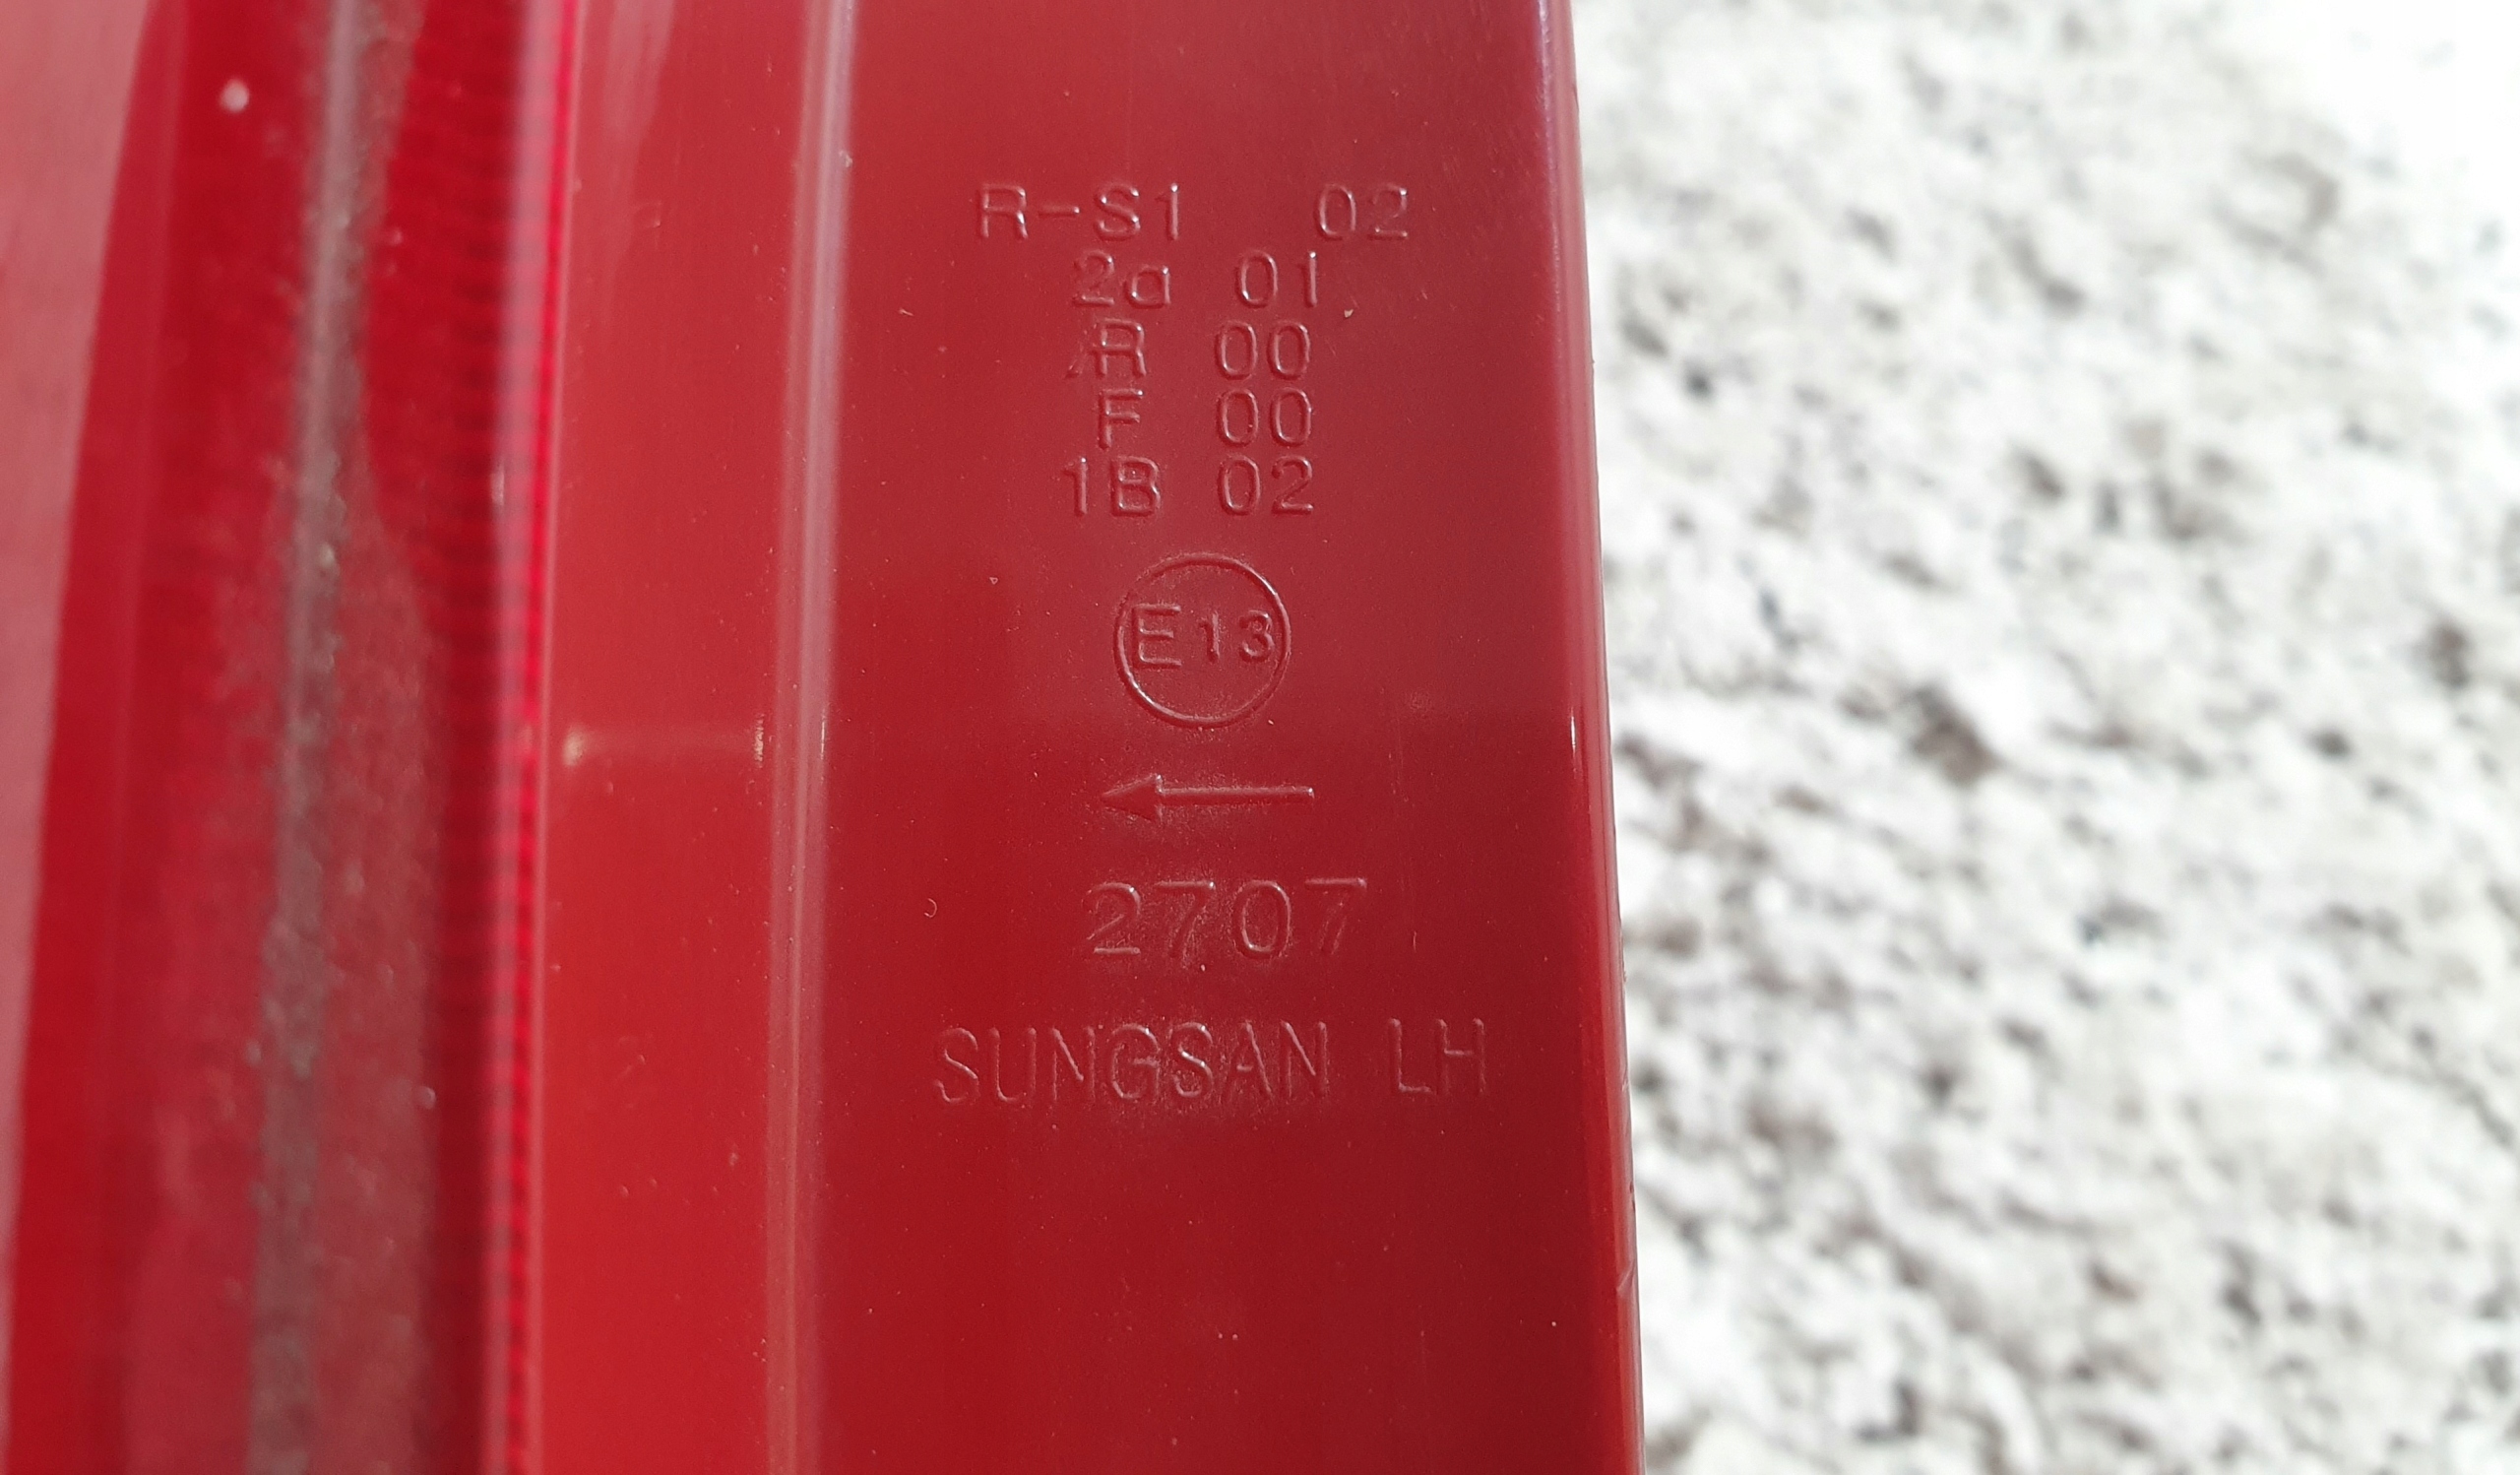 R-S1 02
2a 01
R 00
F 00
1B 02
E13
←
2707
SUNGSAN LH